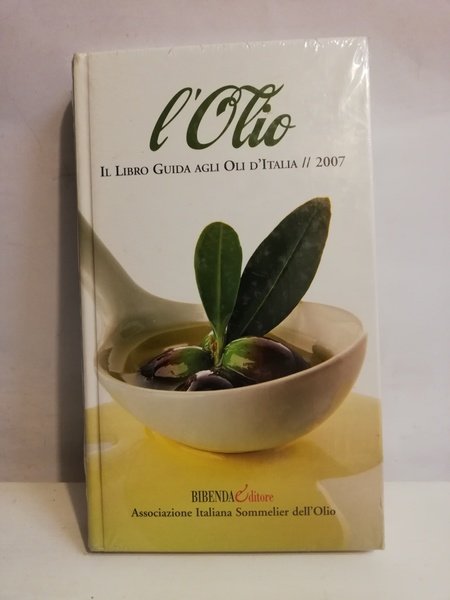 l'Olio
IL LIBRO GUIDA AGLI OLI D'ITALIA // 2007
BIBENDA Editore
Associazione Italiana Sommelier dell'Olio